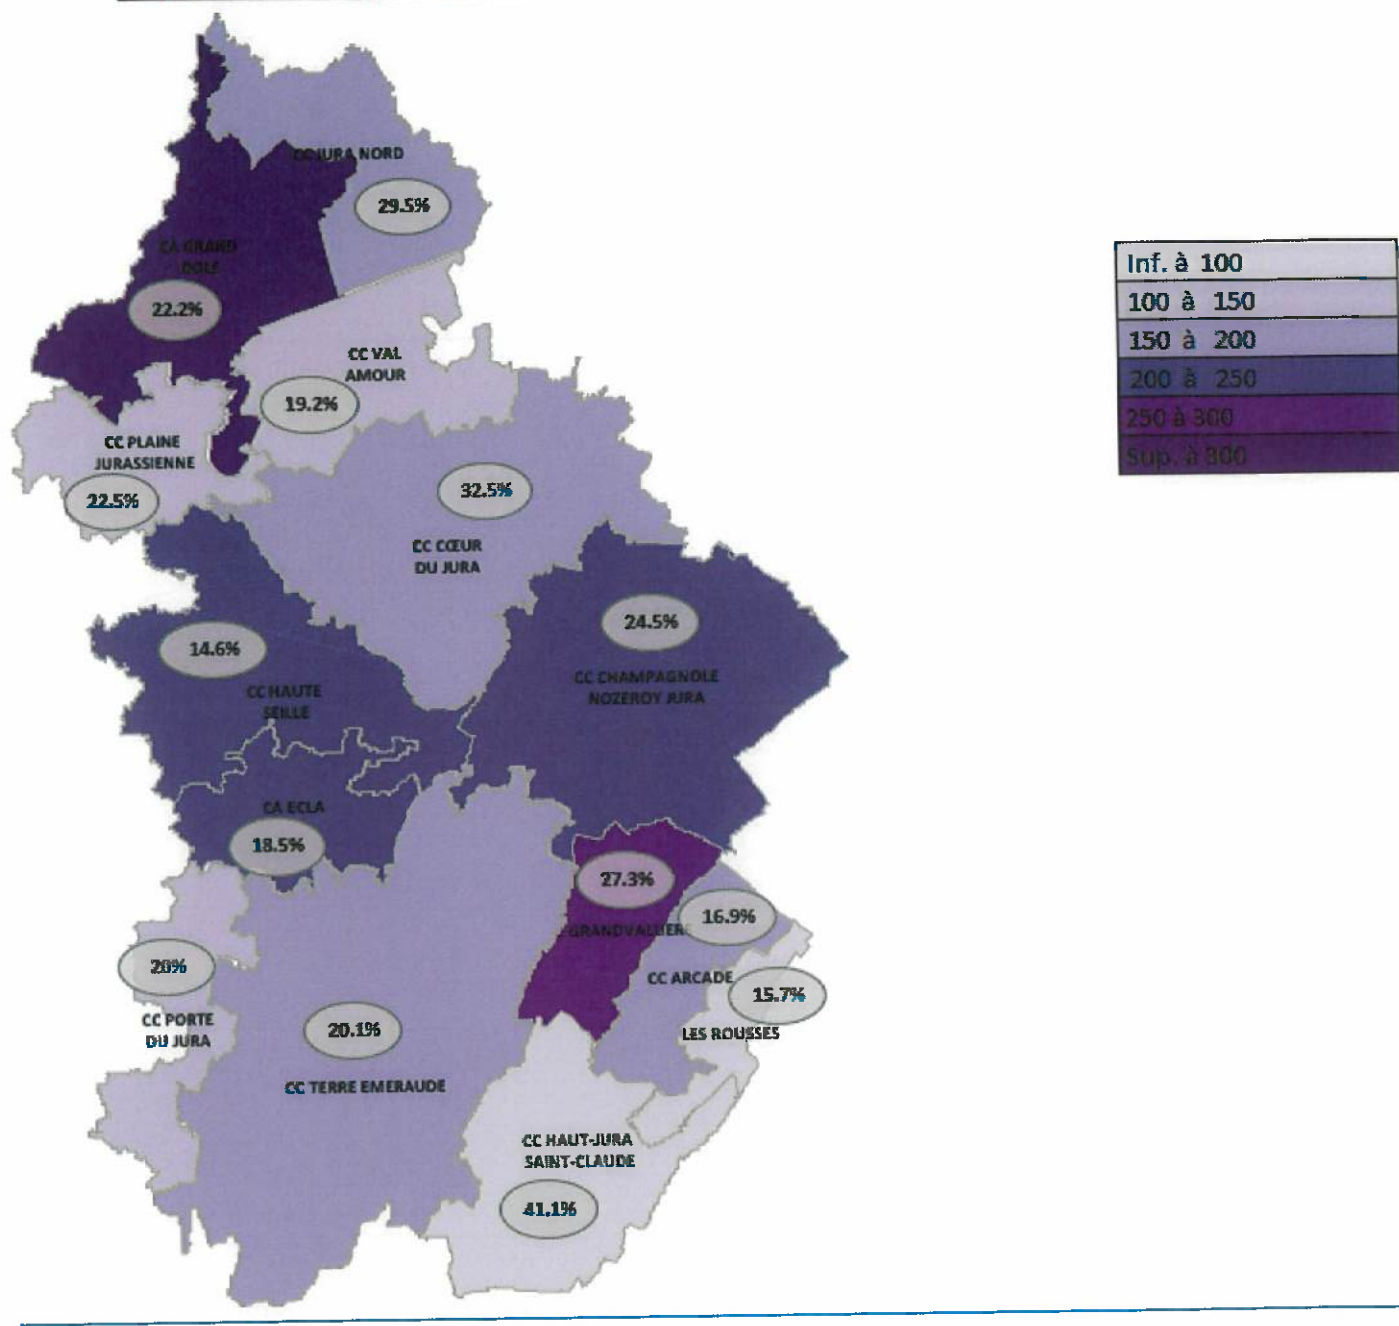 CC JURA NORD
29.5%
CA GRAND
DOLE
22.2%
CC VAL
AMOUR
19.2%
CC PLAINE
JURASSIENNE
22.5%
32.5%
CC CŒUR
DU JURA
24.5%
CC CHAMPAGNOLE
NOZEROY JURA
14.6%
CC HAUTE
SEILLE
CA ECLA
18.5%
27.3%
GRANDVALLIERE
16.9%
CC ARCADE
15.7%
LES ROUSSES
20%
CC PORTE
DU JURA
20.1%
CC TERRE EMERAUDE
CC HAUT-JURA
SAINT-CLAUDE
41.1%
Inf. à 100
100 à 150
150 à 200
200 à 250
250 à 300
Sup. à 300